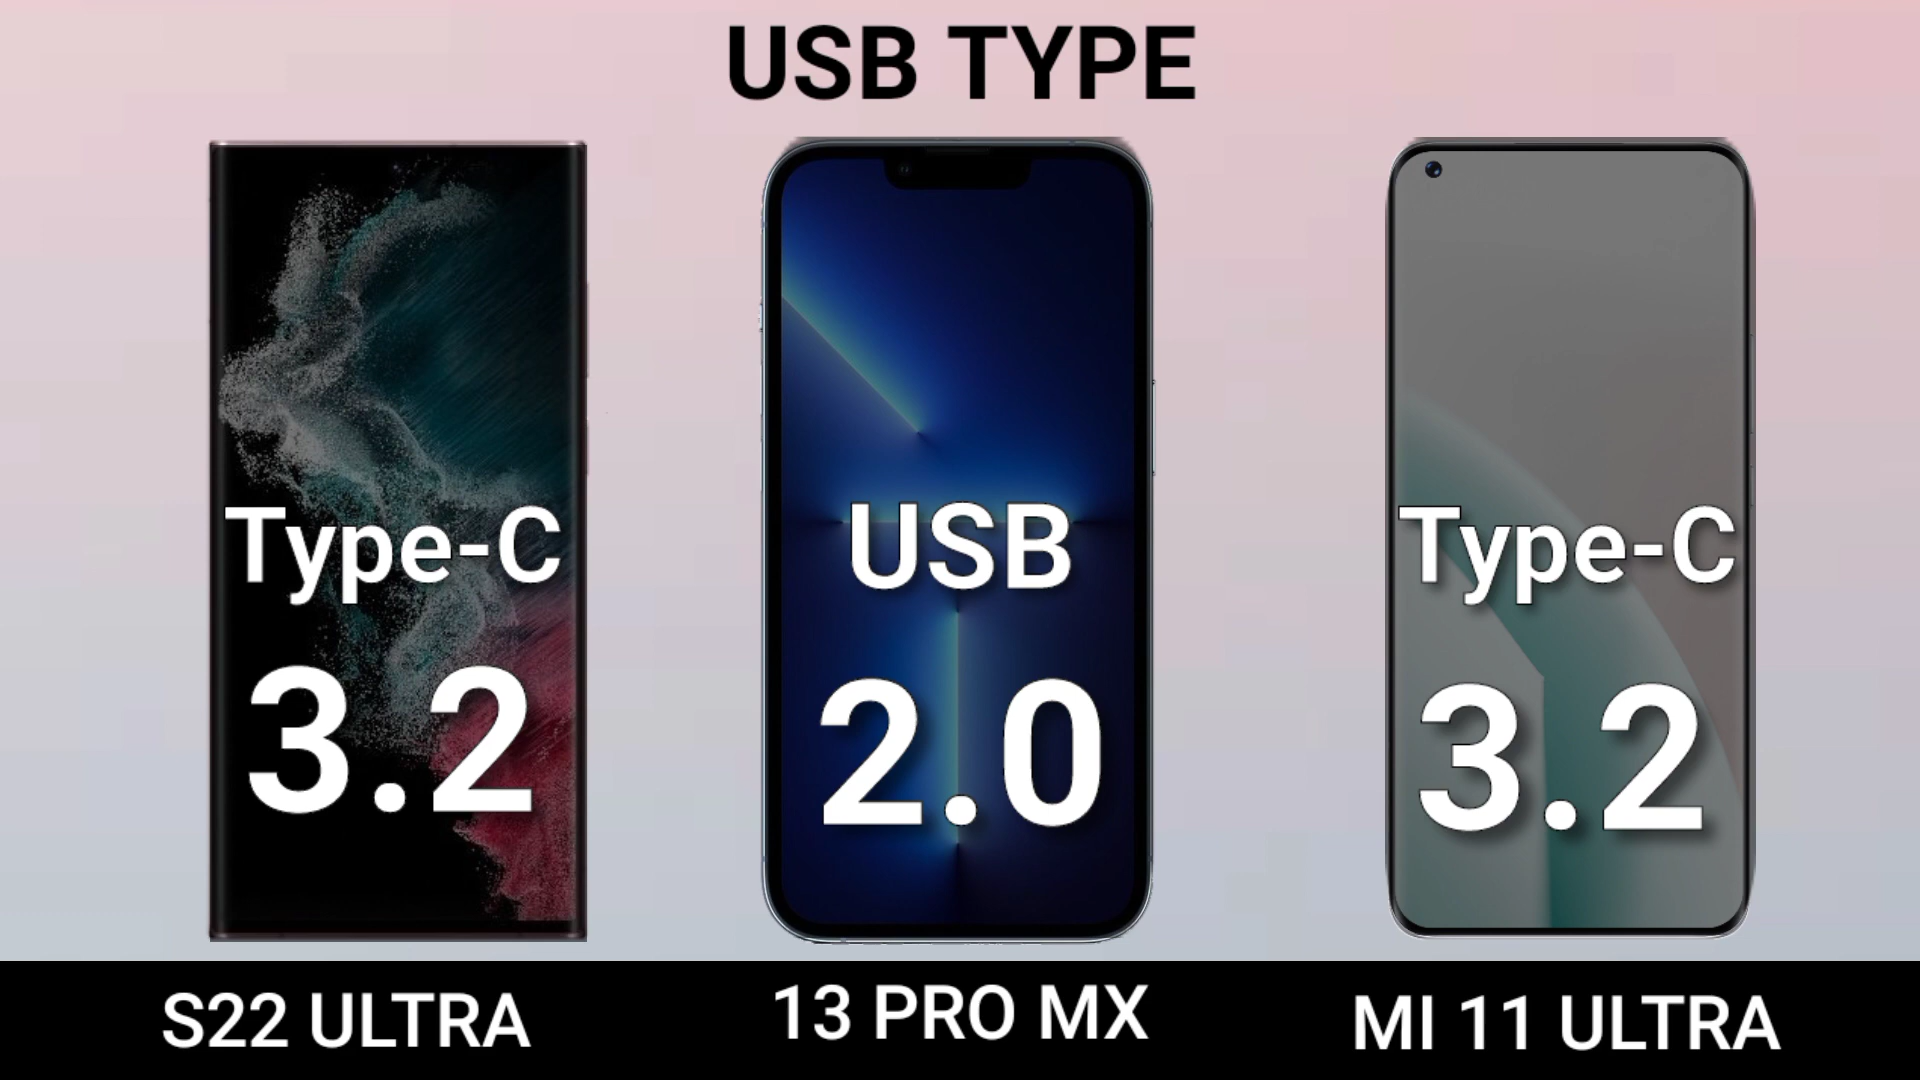 USB TYPE
Type-C
3.2
USB
2.0
Type-C
3.2
S22 ULTRA
13 PRO MX
MI 11 ULTRA